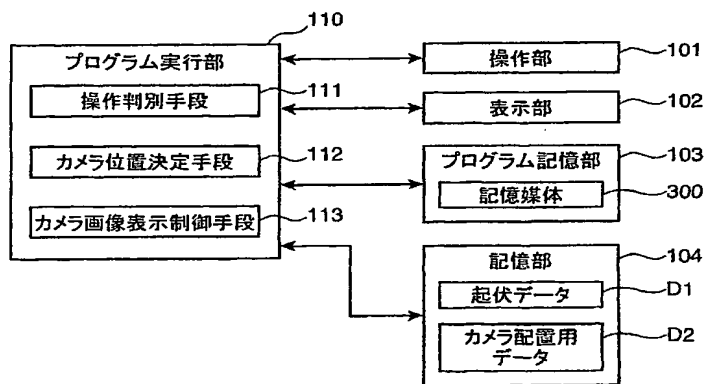 110
プログラム実行部
操作判別手段
111
カメラ位置決定手段
112
カメラ画像表示制御手段
113
操作部
101
表示部
102
プログラム記憶部
103
記憶媒体
300
記憶部
104
起伏データ
D1
カメラ配置用
データ
D2